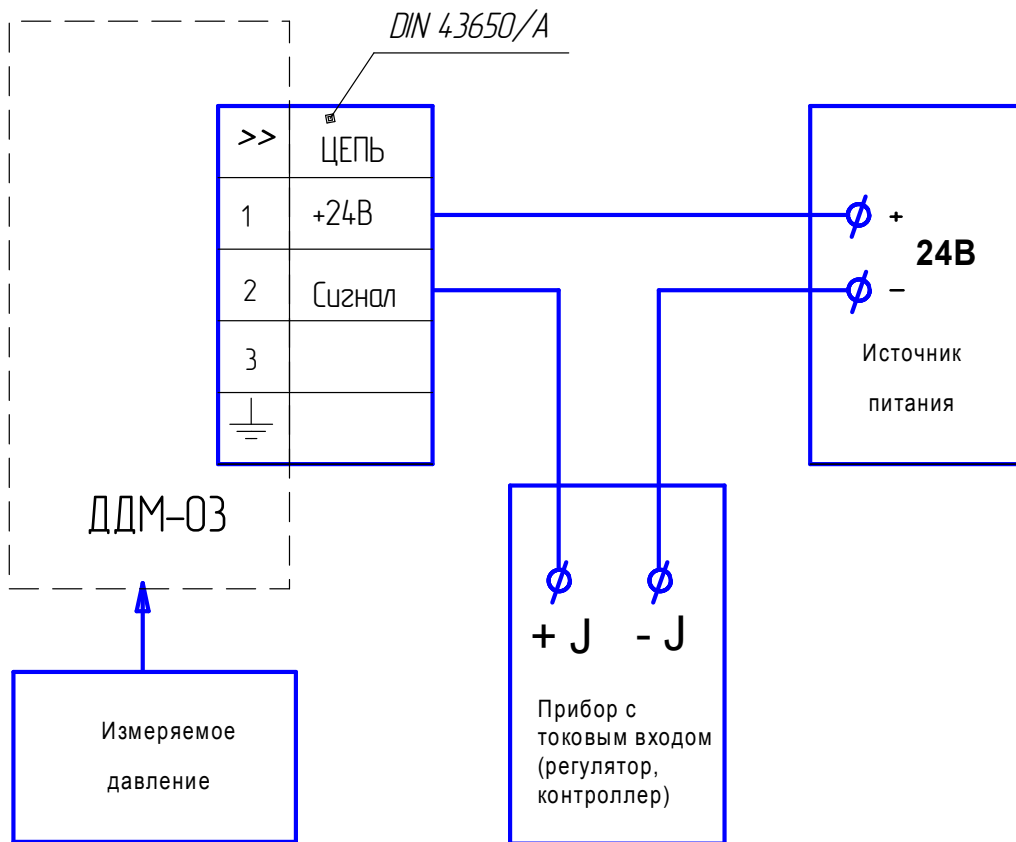 DIN 43650/A
>> ЦЕПЬ
1 +24В
2 Сигнал
3
ДДМ-03
+
24В
–
Источник
питания
+ J - J
Прибор с
токовым входом
(регулятор,
контроллер)
Измеряемое
давление